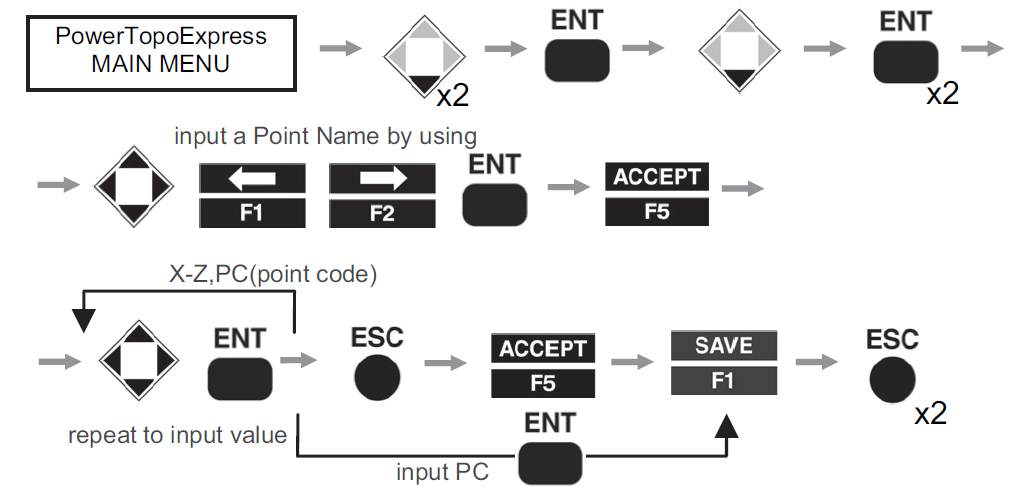 PowerTopoExpress
MAIN MENU
x2
ENT
ENT
x2
input a Point Name by using
F1
F2
ENT
ACCEPT
F5
X-Z,PC(point code)
ENT
repeat to input value
ESC
ACCEPT
F5
SAVE
F1
ESC
x2
input PC
ENT